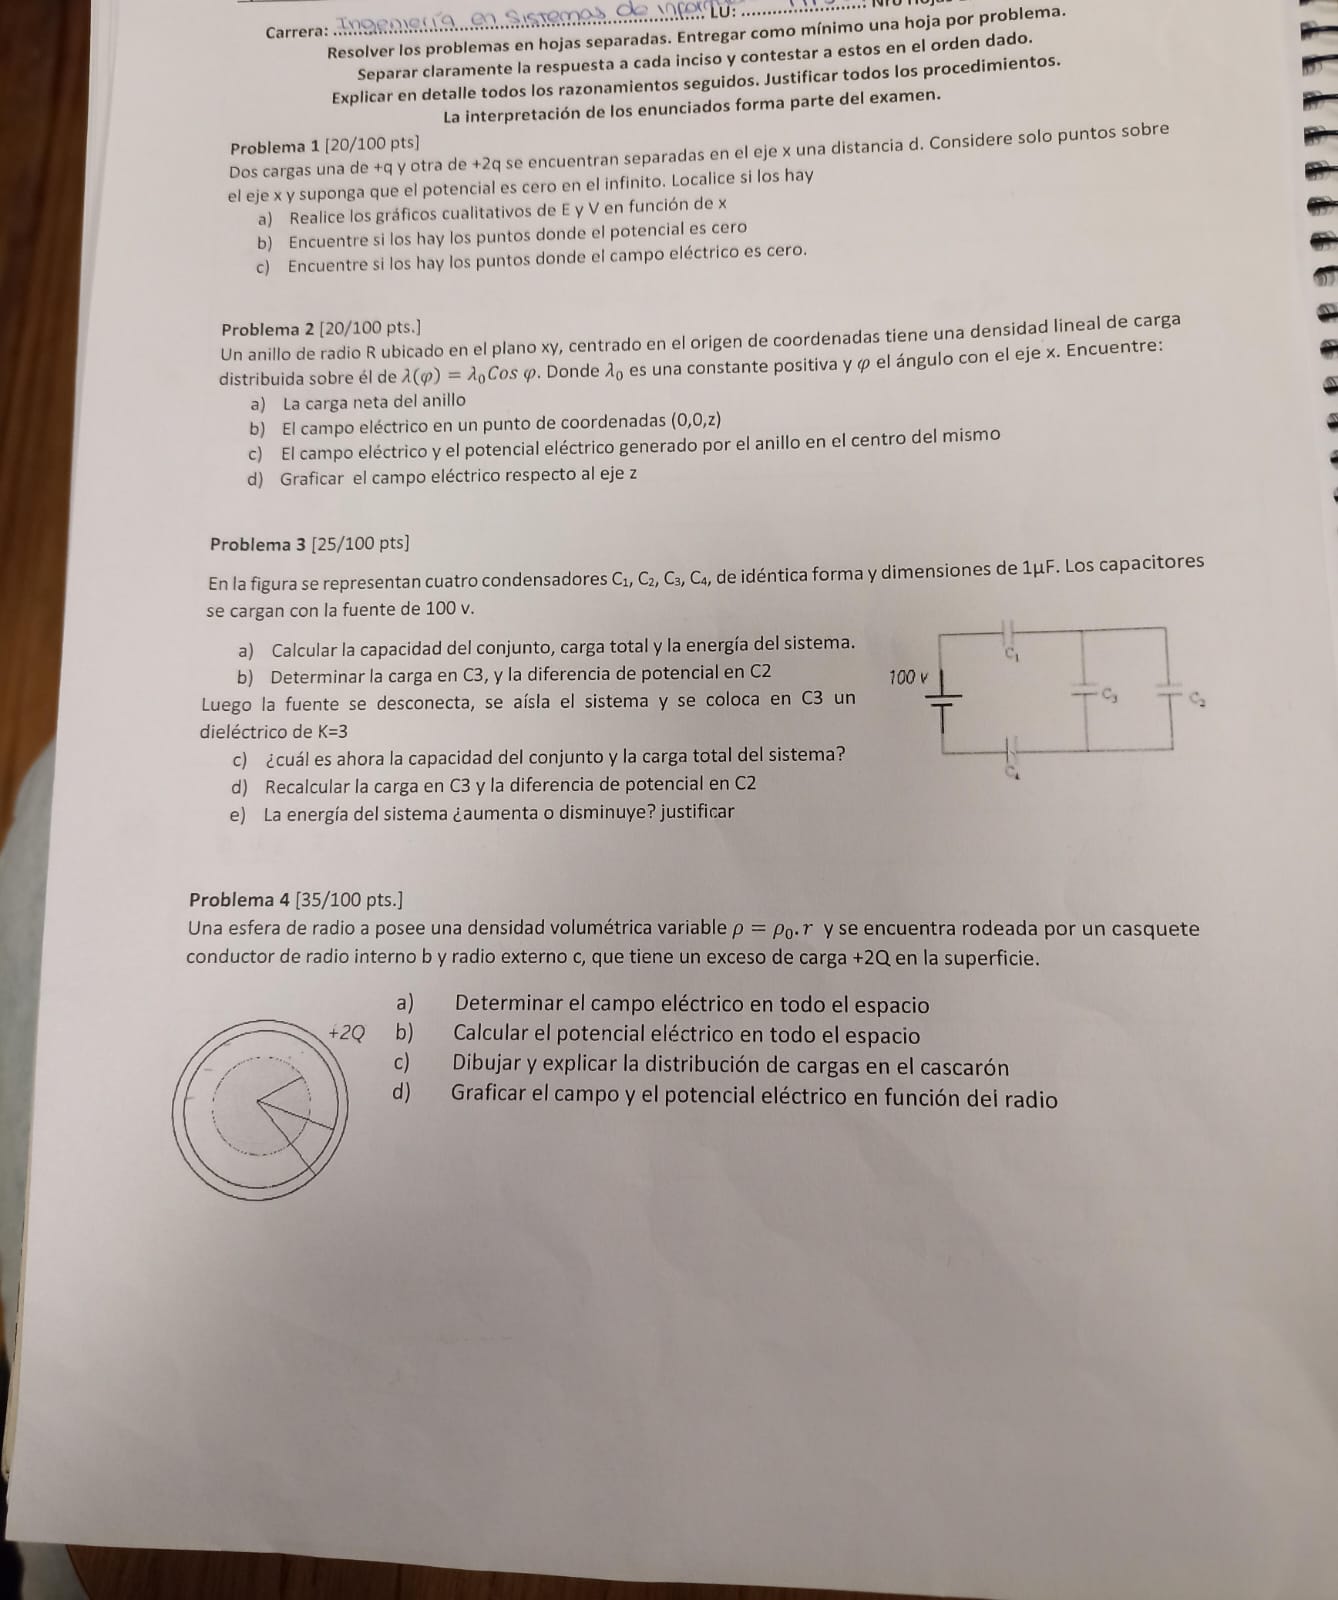 Carrera: Ingeniería en Sistemas de LU:
Resolver los problemas en hojas separadas. Entregar como mínimo una hoja por problema.
Separar claramente la respuesta a cada inciso y contestar a estos en el orden dado.
Explicar en detalle todos los razonamientos seguidos. Justificar todos los procedimientos.
La interpretación de los enunciados forma parte del examen.
Problema 1 [20/100 pts]
Dos cargas una de +q y otra de +2q se encuentran separadas en el eje x una distancia d. Considere solo puntos sobre
el eje x y suponga que el potencial es cero en el infinito. Localice si los hay
a) Realice los gráficos cualitativos de E y V en función de x
b) Encuentre si los hay los puntos donde el potencial es cero
c) Encuentre si los hay los puntos donde el campo eléctrico es cero.
Problema 2 [20/100 pts.]
Un anillo de radio R ubicado en el plano xy, centrado en el origen de coordenadas tiene una densidad lineal de carga
distribuida sobre él de λ(φ) = λ₀Cos φ. Donde λ₀ es una constante positiva y φ el ángulo con el eje x. Encuentre:
a) La carga neta del anillo
b) El campo eléctrico en un punto de coordenadas (0,0,z)
c) El campo eléctrico y el potencial eléctrico generado por el anillo en el centro del mismo
d) Graficar el campo eléctrico respecto al eje z
Problema 3 [25/100 pts]
En la figura se representan cuatro condensadores C₁, C₂, C₃, C₄, de idéntica forma y dimensiones de 1μF. Los capacitores
se cargan con la fuente de 100 v.
a) Calcular la capacidad del conjunto, carga total y la energía del sistema.
b) Determinar la carga en C3, y la diferencia de potencial en C2
Luego la fuente se desconecta, se aísla el sistema y se coloca en C3 un
dieléctrico de K=3
c) ¿cuál es ahora la capacidad del conjunto y la carga total del sistema?
d) Recalcular la carga en C3 y la diferencia de potencial en C2
e) La energía del sistema ¿aumenta o disminuye? justificar
C₁
100 v
C₃
C₂
C₄
Problema 4 [35/100 pts.]
Una esfera de radio a posee una densidad volumétrica variable ρ = ρ₀.r y se encuentra rodeada por un casquete
conductor de radio interno b y radio externo c, que tiene un exceso de carga +2Q en la superficie.
+2Q
a) Determinar el campo eléctrico en todo el espacio
b) Calcular el potencial eléctrico en todo el espacio
c) Dibujar y explicar la distribución de cargas en el cascarón
d) Graficar el campo y el potencial eléctrico en función del radio